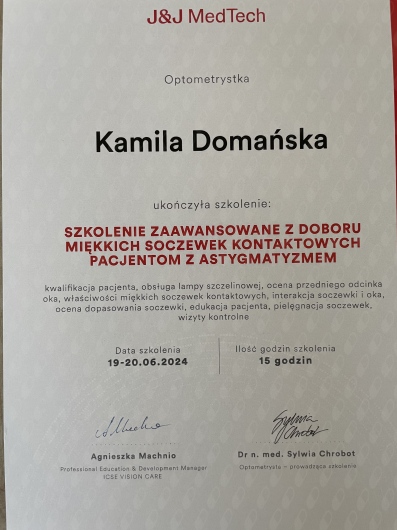 J&J MedTech
Optometrystka
Kamila Domańska
ukończyła szkolenie:
SZKOLENIE ZAAWANSOWANE Z DOBORU
MIĘKKICH SOCZEWEK KONTAKTOWYCH
PACJENTOM Z ASTYGMATYZMEM
kwalifikacja pacjenta, obsługa lampy szczelinowej, ocena przedniego odcinka
oka, właściwości miękkich soczewek kontaktowych, interakcja soczewki i oka,
ocena dopasowania soczewki, edukacja pacjenta, pielęgnacja soczewek,
wizyty kontrolne
Data szkolenia
19-20.06.2024
Ilość godzin szkolenia
15 godzin
Agnieszka Machnio
Professional Education & Development Manager
ICSE VISION CARE
Sylwia
Chrobot
Dr n. med. Sylwia Chrobot
Optometrysta – prowadząca szkolenie